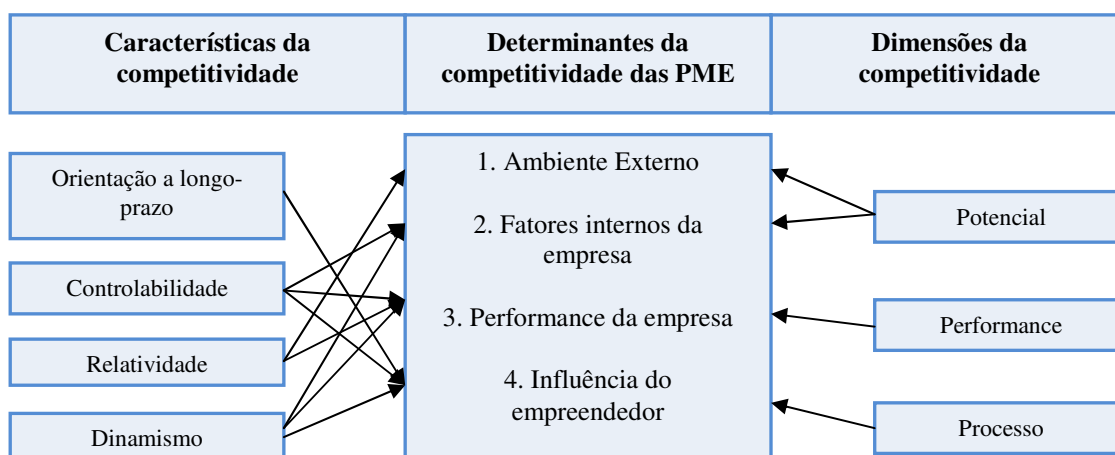 Características da
competitividade
Determinantes da
competitividade das PME
Dimensões da
competitividade
Orientação a longo-
prazo
Controlabilidade
Relatividade
Dinamismo
1. Ambiente Externo
2. Fatores internos da
empresa
3. Performance da empresa
4. Influência do
empreendedor
Potencial
Performance
Processo